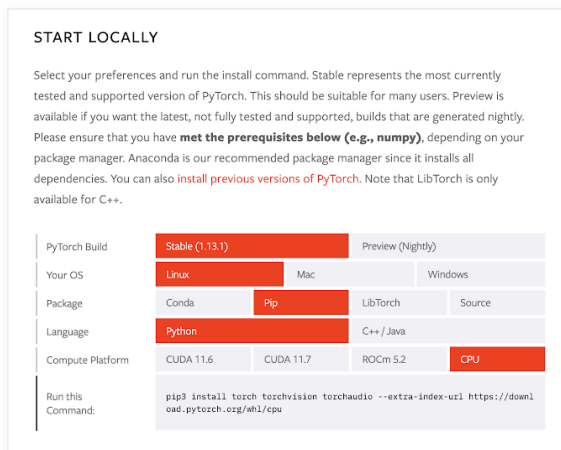 START LOCALLY
Select your preferences and run the install command. Stable represents the most currently
tested and supported version of PyTorch. This should be suitable for many users. Preview is
available if you want the latest, not fully tested and supported, builds that are generated nightly.
Please ensure that you have met the prerequisites below (e.g., numpy), depending on your
package manager. Anaconda is our recommended package manager since it installs all
dependencies. You can also install previous versions of PyTorch. Note that LibTorch is only
available for C++.
PyTorch Build Stable (1.13.1) Preview (Nightly)
Your OS Linux Mac Windows
Package Conda Pip LibTorch Source
Language Python C++ / Java
Compute Platform CUDA 11.6 CUDA 11.7 ROCm 5.2 CPU
Run this
Command:
pip3 install torch torchvision torchaudio --extra-index-url https://downl
oad.pytorch.org/whl/cpu